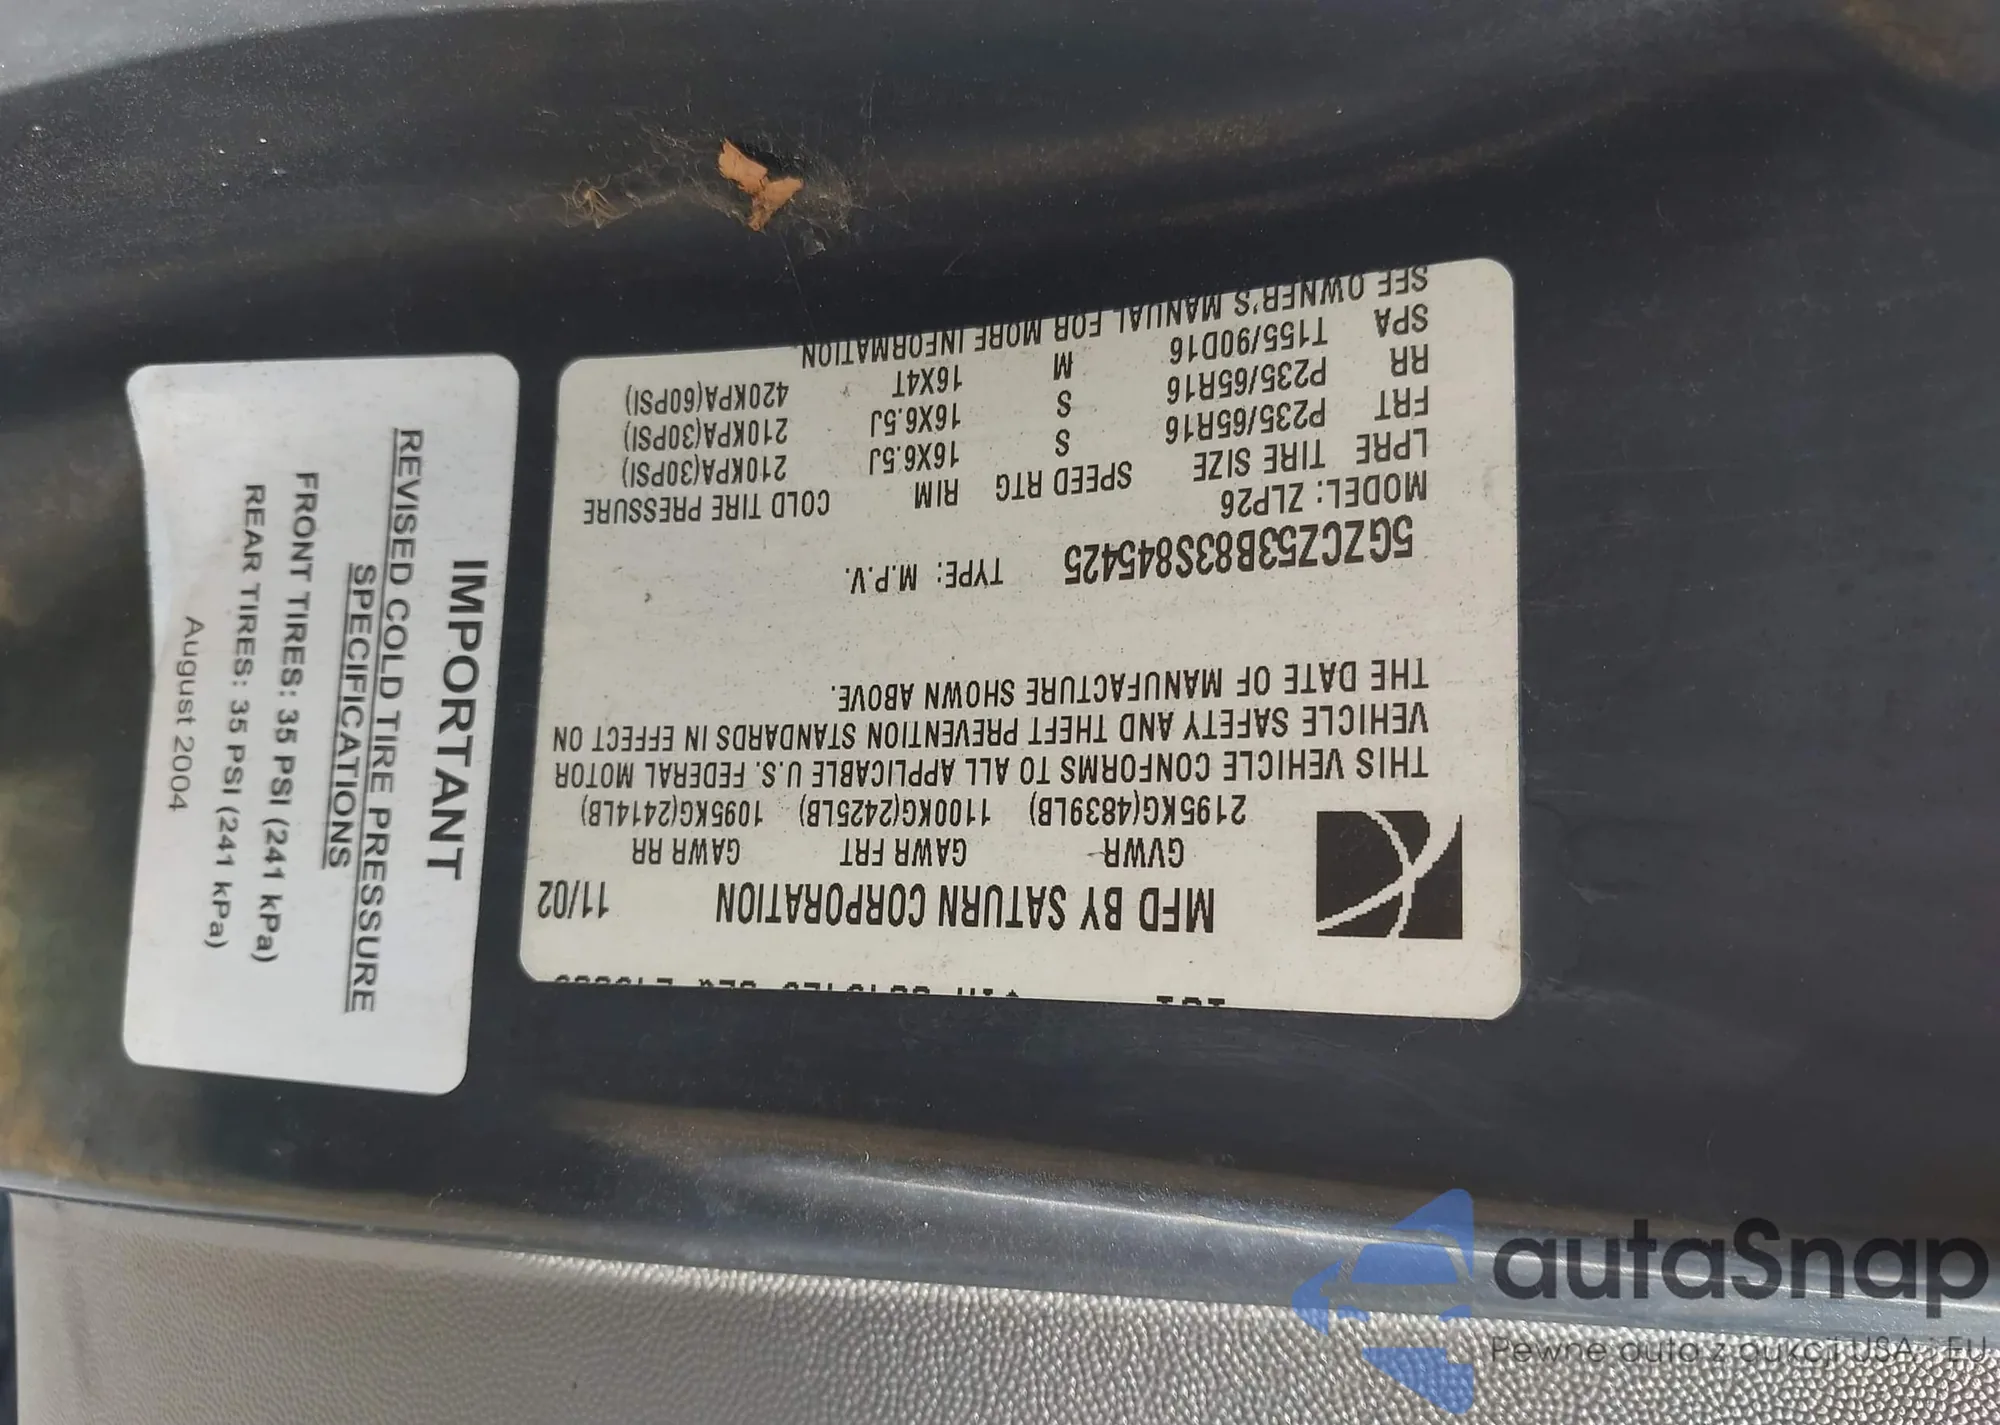 MFD BY SATURN CORPORATION 11/02
GVWR GAWR FRT GAWR RR
2195KG(4839LB) 1100KG(2425LB) 1095KG(2414LB)
THIS VEHICLE CONFORMS TO ALL APPLICABLE U.S. FEDERAL MOTOR
VEHICLE SAFETY AND THEFT PREVENTION STANDARDS IN EFFECT ON
THE DATE OF MANUFACTURE SHOWN ABOVE.
5GZCZ53B83S845425 TYPE: M.P.V.
MODEL: ZLP26
LPRE TIRE SIZE SPEED RTG RIM COLD TIRE PRESSURE
FRT P235/65R16 S 16X6.5J 210KPA(30PSI)
RR P235/65R16 S 16X6.5J 210KPA(30PSI)
SPA T155/90D16 M 16X4T 420KPA(60PSI)
SEE OWNER'S MANUAL FOR MORE INFORMATION.
IMPORTANT
REVISED COLD TIRE PRESSURE
SPECIFICATIONS
FRONT TIRES: 35 PSI (241 kPa)
REAR TIRES: 35 PSI (241 kPa)
August 2004
autaSnap
Pewne auta z aukcji USA i EU